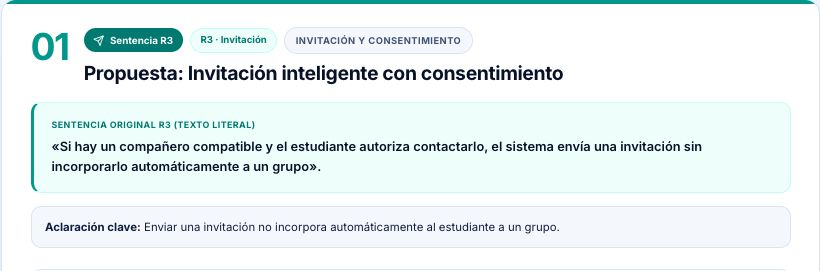 01
Sentencia R3
R3 · Invitación
INVITACIÓN Y CONSENTIMIENTO
Propuesta: Invitación inteligente con consentimiento
SENTENCIA ORIGINAL R3 (TEXTO LITERAL)
«Si hay un compañero compatible y el estudiante autoriza contactarlo, el sistema envía una invitación sin
incorporarlo automáticamente a un grupo».
Aclaración clave: Enviar una invitación no incorpora automáticamente al estudiante a un grupo.